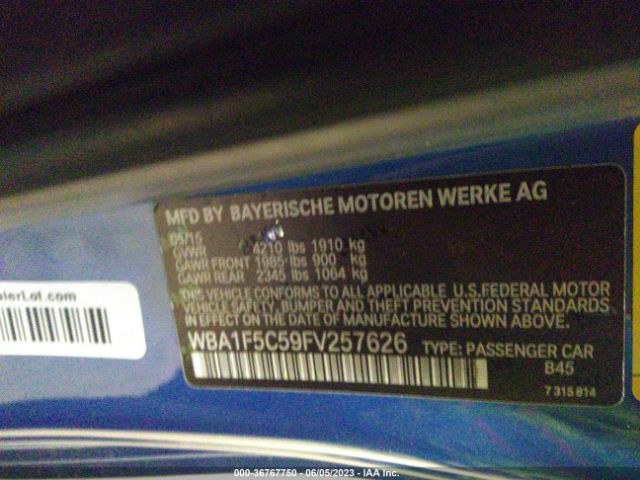 MFD BY BAYERISCHE MOTOREN WERKE AG
05/15
GVWR 4210 lbs 1910 kg
GAWR FRONT 1985 lbs 900 kg
GAWR REAR 2345 lbs 1064 kg
THIS VEHICLE CONFORMS TO ALL APPLICABLE U.S. FEDERAL MOTOR
VEHICLE SAFETY, BUMPER AND THEFT PREVENTION STANDARDS
IN EFFECT ON THE DATE OF MANUFACTURE SHOWN ABOVE.
WBA1F5C59FV257626 TYPE: PASSENGER CAR
B45
7 315 814
Lot.com
000-36767750 - 06/05/2023 - IAA Inc.